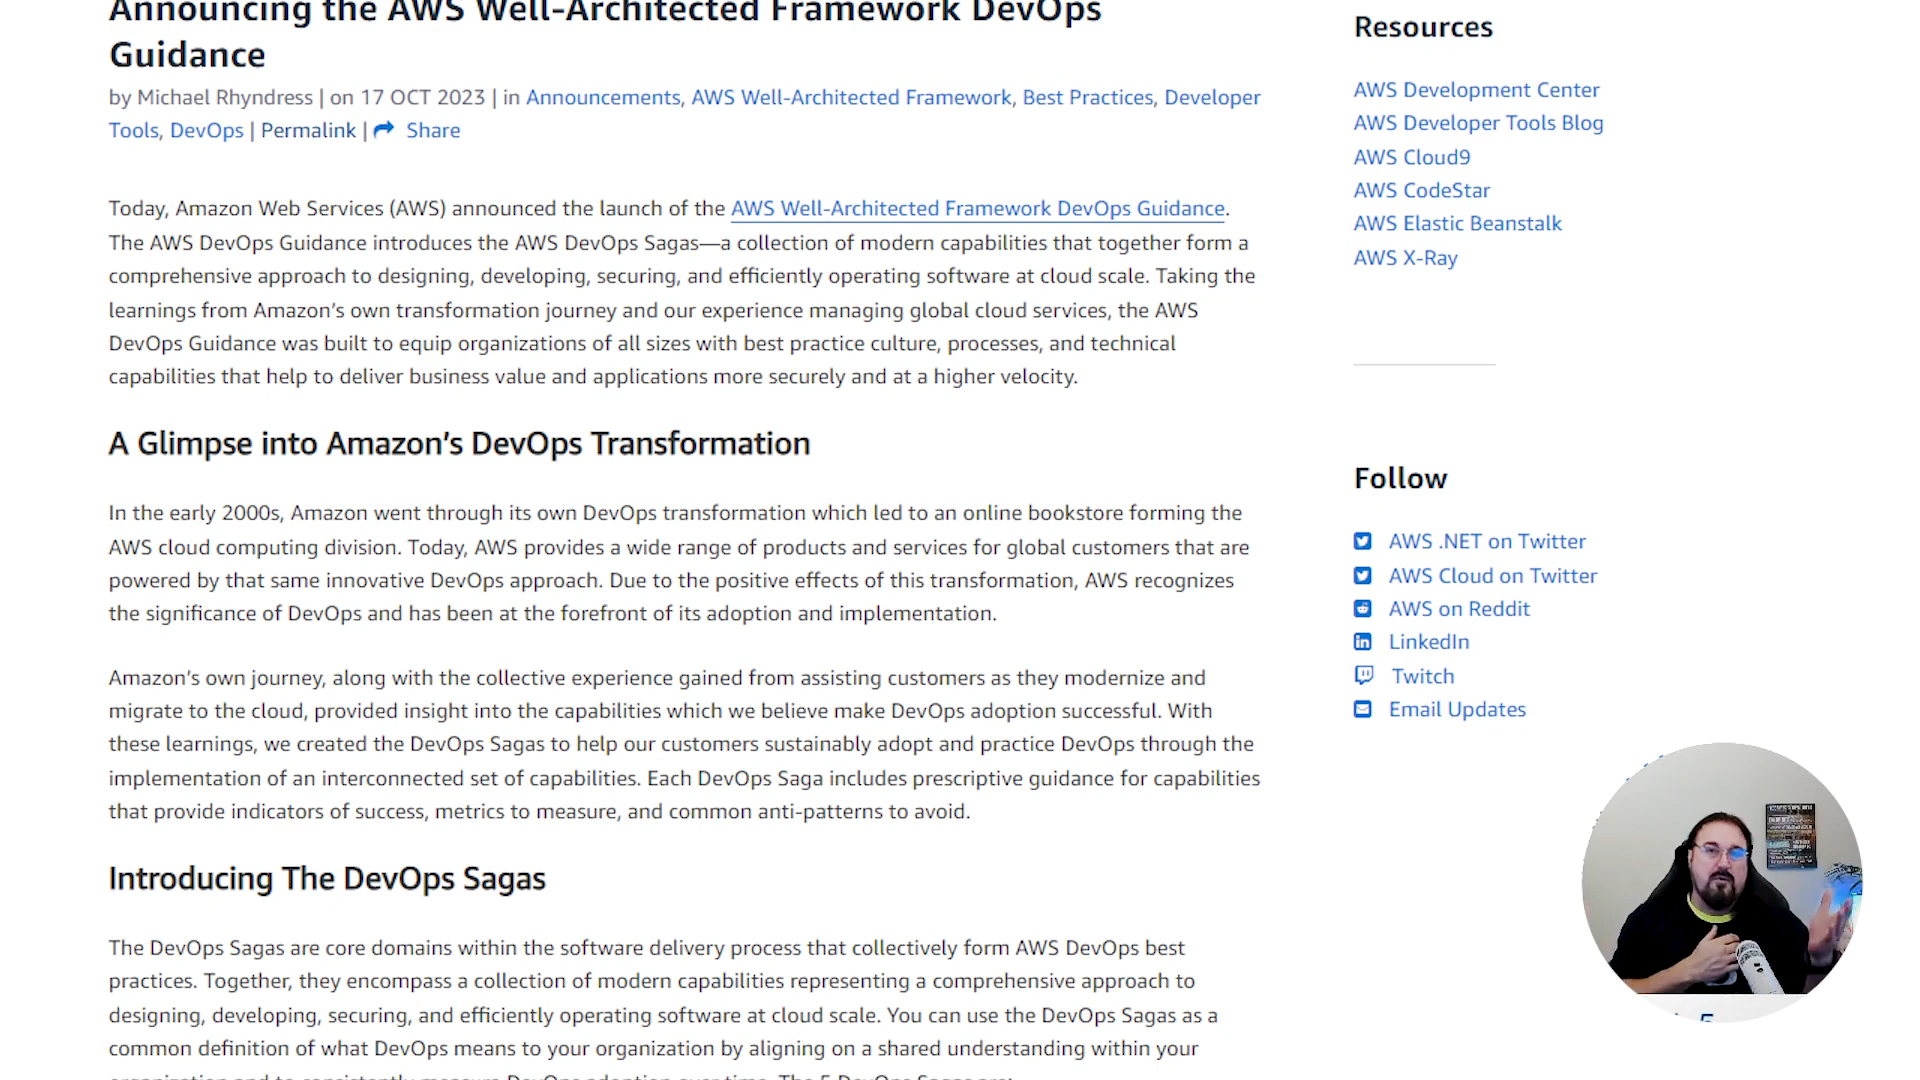 Announcing the AWS Well-Architected Framework DevOps
Guidance
by Michael Rhyndress | on 17 OCT 2023 | in Announcements, AWS Well-Architected Framework, Best Practices, Developer
Tools, DevOps | Permalink | Share
Today, Amazon Web Services (AWS) announced the launch of the AWS Well-Architected Framework DevOps Guidance.
The AWS DevOps Guidance introduces the AWS DevOps Sagas—a collection of modern capabilities that together form a
comprehensive approach to designing, developing, securing, and efficiently operating software at cloud scale. Taking the
learnings from Amazon’s own transformation journey and our experience managing global cloud services, the AWS
DevOps Guidance was built to equip organizations of all sizes with best practice culture, processes, and technical
capabilities that help to deliver business value and applications more securely and at a higher velocity.
A Glimpse into Amazon’s DevOps Transformation
In the early 2000s, Amazon went through its own DevOps transformation which led to an online bookstore forming the
AWS cloud computing division. Today, AWS provides a wide range of products and services for global customers that are
powered by that same innovative DevOps approach. Due to the positive effects of this transformation, AWS recognizes
the significance of DevOps and has been at the forefront of its adoption and implementation.
Amazon’s own journey, along with the collective experience gained from assisting customers as they modernize and
migrate to the cloud, provided insight into the capabilities which we believe make DevOps adoption successful. With
these learnings, we created the DevOps Sagas to help our customers sustainably adopt and practice DevOps through the
implementation of an interconnected set of capabilities. Each DevOps Saga includes prescriptive guidance for capabilities
that provide indicators of success, metrics to measure, and common anti-patterns to avoid.
Introducing The DevOps Sagas
The DevOps Sagas are core domains within the software delivery process that collectively form AWS DevOps best
practices. Together, they encompass a collection of modern capabilities representing a comprehensive approach to
designing, developing, securing, and efficiently operating software at cloud scale. You can use the DevOps Sagas as a
common definition of what DevOps means to your organization by aligning on a shared understanding within your
organization and to consistently measure DevOps adoption over time. The 5 DevOps Sagas are:
Resources
AWS Development Center
AWS Developer Tools Blog
AWS Cloud9
AWS CodeStar
AWS Elastic Beanstalk
AWS X-Ray
Follow
AWS .NET on Twitter
AWS Cloud on Twitter
AWS on Reddit
LinkedIn
Twitch
Email Updates